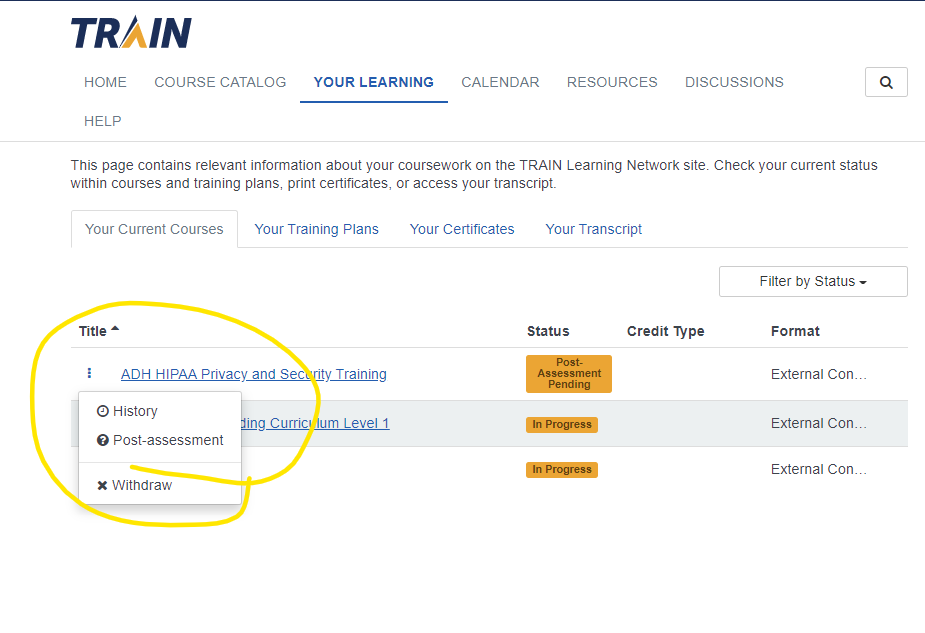 TRAIN
HOME COURSE CATALOG YOUR LEARNING CALENDAR RESOURCES DISCUSSIONS
HELP
This page contains relevant information about your coursework on the TRAIN Learning Network site. Check your current status
within courses and training plans, print certificates, or access your transcript.
Your Current Courses Your Training Plans Your Certificates Your Transcript
Filter by Status
Title Status Credit Type Format
ADH HIPAA Privacy and Security Training
Post-
Assessment
Pending
External Con…
History
ding Curriculum Level 1 In Progress External Con…
Post-assessment
In Progress External Con…
Withdraw